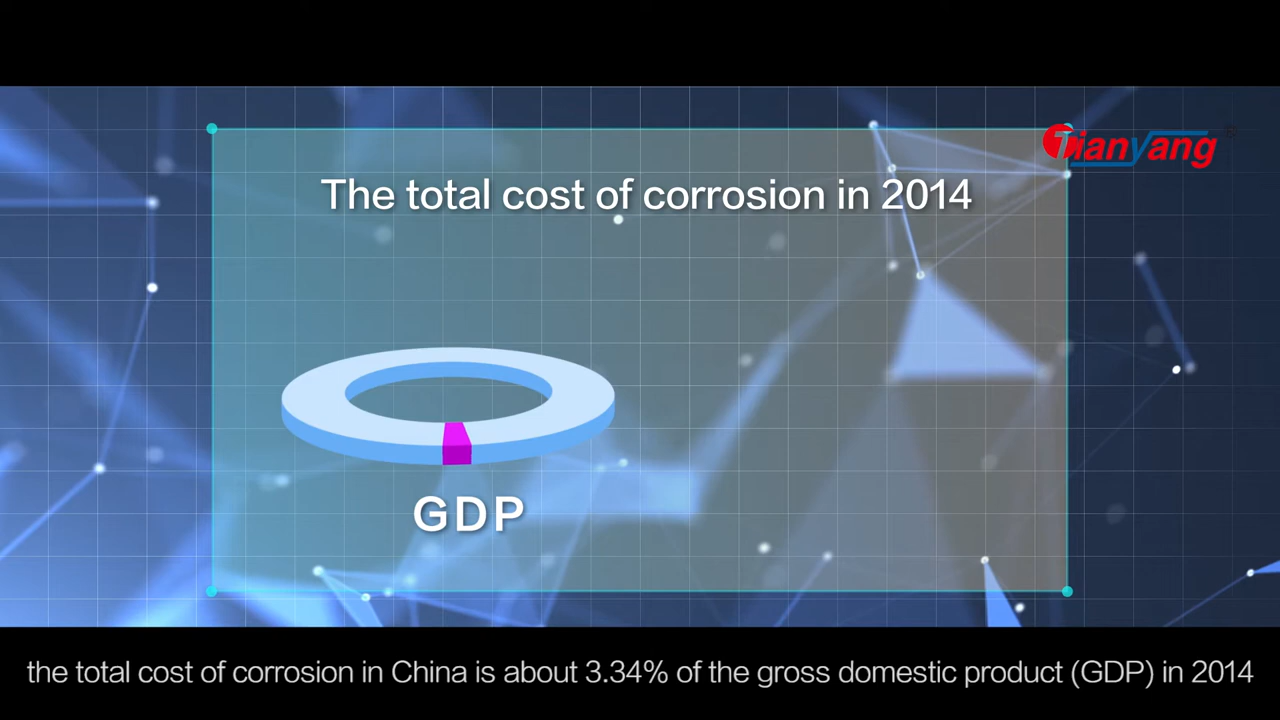 Tianyang
The total cost of corrosion in 2014
GDP
the total cost of corrosion in China is about 3.34% of the gross domestic product (GDP) in 2014